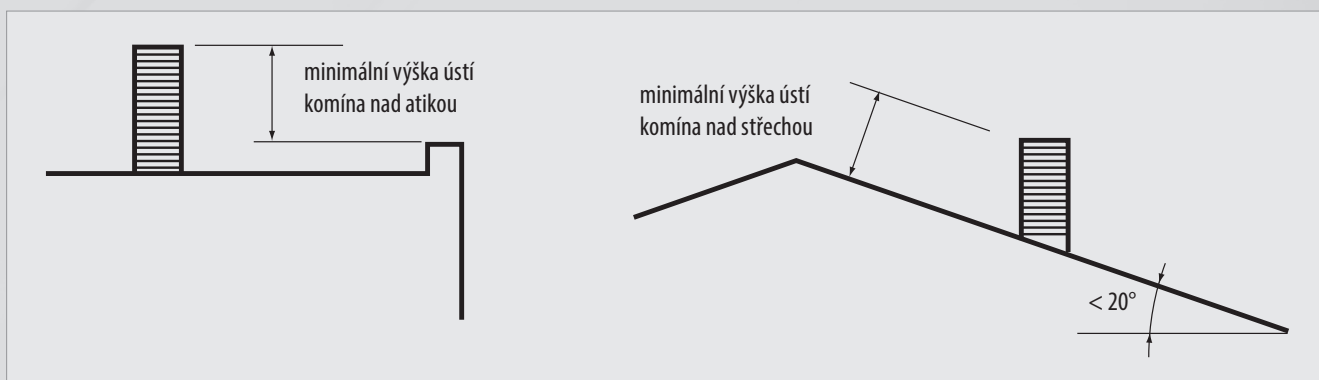 minimální výška ústí
komína nad atikou
minimální výška ústí
komína nad střechou
< 20°